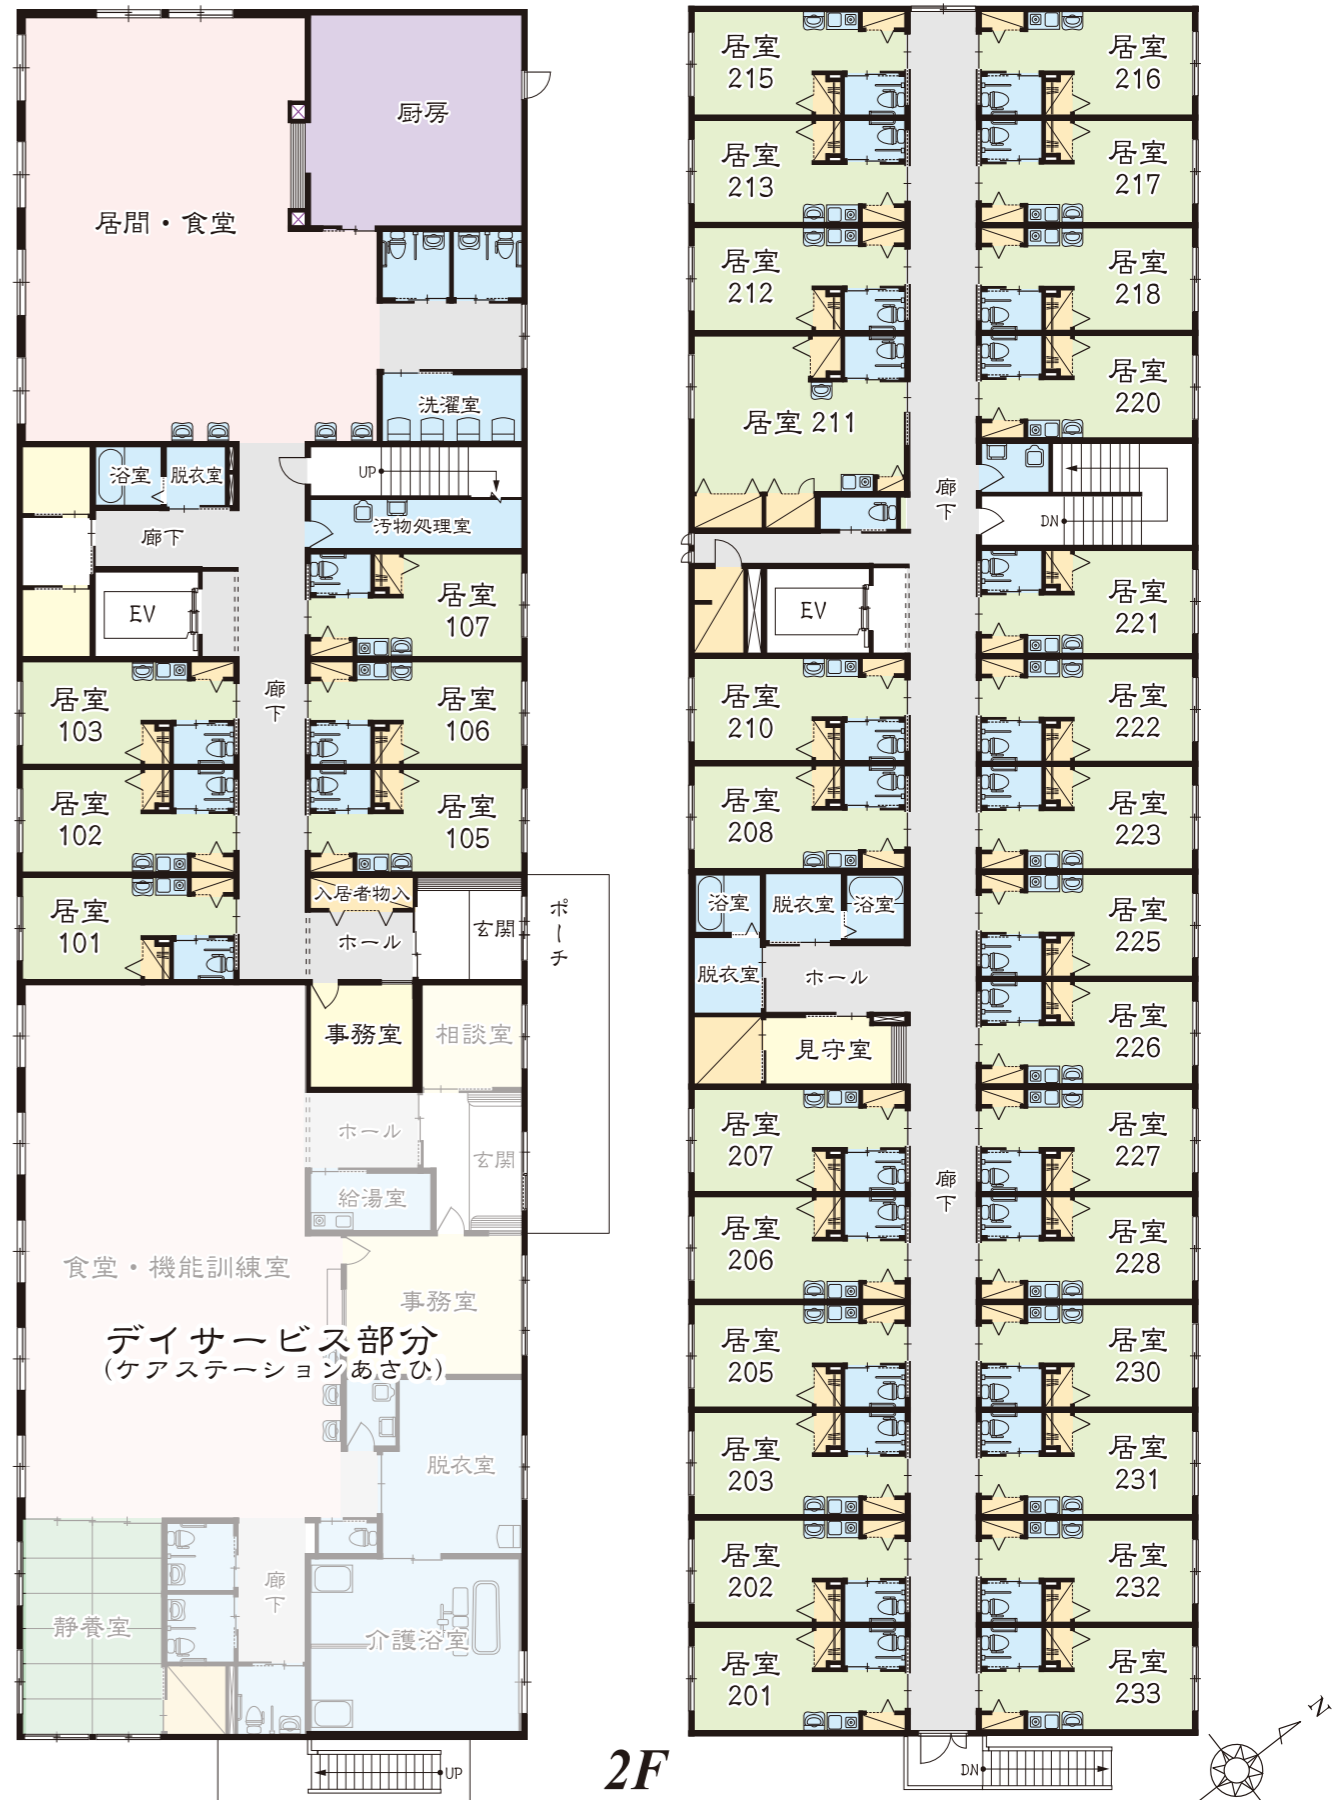 厨房
居間・食堂
洗濯室
浴室
脱衣室
UP
汚物処理室
廊下
EV
居室
107
廊下
居室
103
居室
106
居室
102
居室
105
居室
101
入居者物入
ホール
玄関
ポーチ
事務室
相談室
ホール
玄関
給湯室
食堂・機能訓練室
事務室
デイサービス部分
(ケアステーションあさひ)
脱衣室
廊下
静養室
介護浴室
UP
2F
居室
215
居室
216
居室
213
居室
217
居室
212
居室
218
居室
220
居室 211
廊下
DN
EV
居室
221
居室
210
居室
222
居室
208
居室
223
浴室
脱衣室
浴室
居室
225
脱衣室
ホール
見守室
居室
226
居室
207
居室
227
廊下
居室
206
居室
228
居室
205
居室
230
居室
203
居室
231
居室
202
居室
232
居室
201
居室
233
DN
N